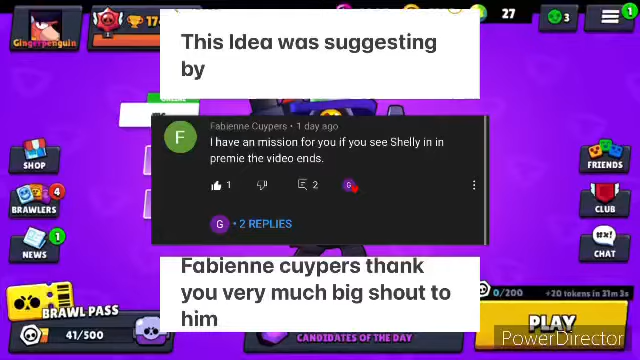 27
3
1
Gingerpenguin
This Idea was suggesting
by
Fabienne Cuypers • 1 day ago
F
I have an mission for you if you see Shelly in in
premie the video ends.
1
2
G
G • 2 REPLIES
SHOP
BRAWLERS
4
NEWS
1
FRIENDS
CLUB
CHAT
Fabienne cuypers thank
you very much big shout to
him
0/200
+20 tokens in 31m 3s
BRAWL PASS
41/500
CANDIDATES OF THE DAY
PLAY
PowerDirector